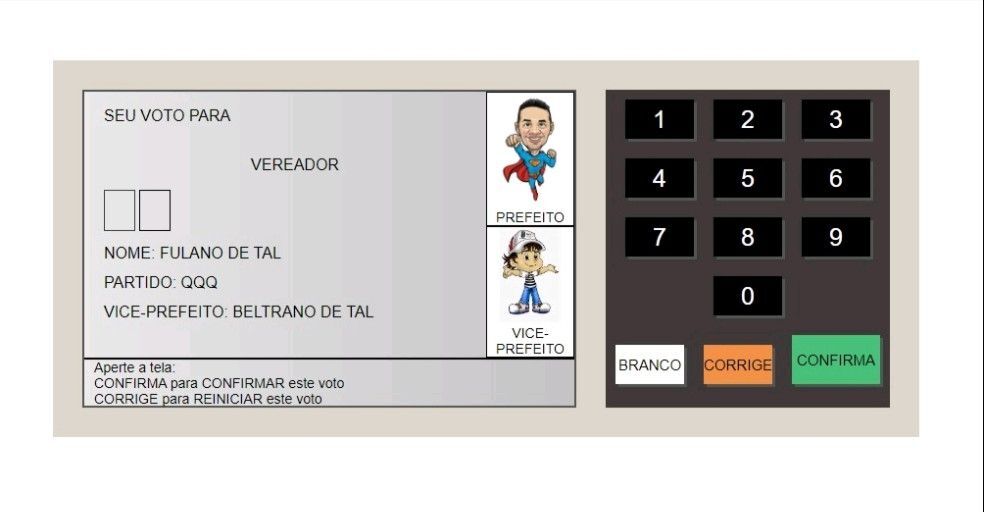 SEU VOTO PARA
VEREADOR
NOME: FULANO DE TAL
PARTIDO: QQQ
VICE-PREFEITO: BELTRANO DE TAL
PREFEITO
VICE-
PREFEITO
Aperte a tela:
CONFIRMA para CONFIRMAR este voto
CORRIGE para REINICIAR este voto
1 2 3
4 5 6
7 8 9
0
BRANCO CORRIGE CONFIRMA